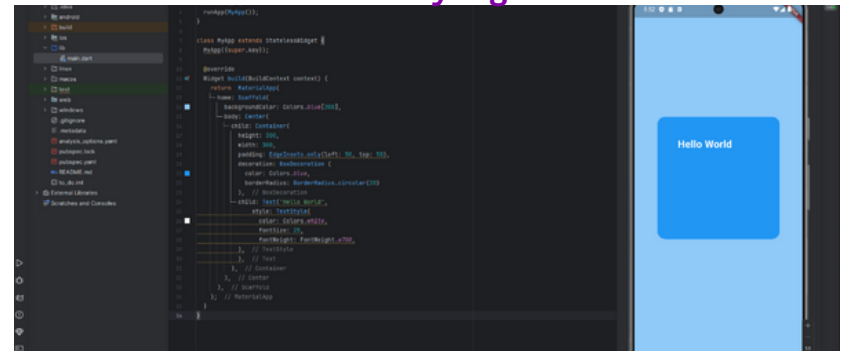 android
build
ios
lib
main.dart
linux
macos
test
web
windows
.gitignore
.metadata
analysis_options.yaml
pubspec.lock
pubspec.yaml
README.md
to_do.iml
External Libraries
Scratches and Consoles
runApp(MyApp());
}
class MyApp extends StatelessWidget {
MyApp({super.key});
@override
Widget build(BuildContext context) {
return MaterialApp(
home: Scaffold(
backgroundColor: Colors.blue[200],
body: Center(
child: Container(
height: 300,
width: 300,
padding: EdgeInsets.only(left: 50, top: 50),
decoration: BoxDecoration (
color: Colors.blue,
borderRadius: BorderRadius.circular(20)
), // BoxDecoration
child: Text('Hello World',
style: TextStyle(
color: Colors.white,
fontSize: 25,
fontWeight: FontWeight.w700,
), // TextStyle
), // Text
), // Container
), // Center
), // Scaffold
); // MaterialApp
}
}
Hello World